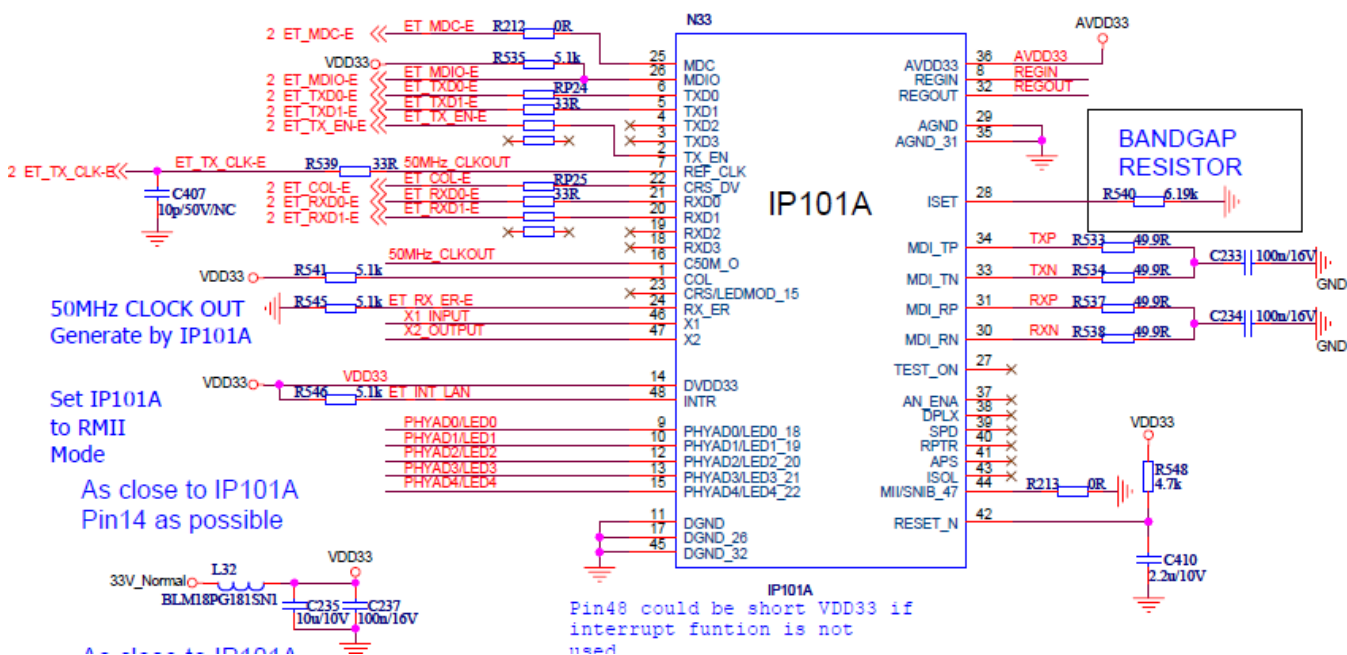 N33
AVDD33
2 ET_MDC-E ET_MDC-E R212 0R
VDD33 R535 5.1k
2 ET_MDIO-E ET_MDIO-E
2 ET_TXD0-E ET_TXD0-E RP24
2 ET_TXD1-E ET_TXD1-E 33R
2 ET_TX_EN-E ET_TX_EN-E
2 ET_TX_CLK-E ET_TX_CLK-E R539 33R 50MHz_CLKOUT
C407
10p/50V/NC
2 ET_COL-E ET_COL-E RP25
2 ET_RXD0-E ET_RXD0-E 33R
2 ET_RXD1-E ET_RXD1-E
50MHz_CLKOUT
VDD33 R541 5.1k
R545 5.1k ET_RX_ER-E
X1_INPUT
X2_OUTPUT
50MHz CLOCK OUT
Generate by IP101A
VDD33 VDD33
R546 5.1k ET_INT_LAN
Set IP101A
to RMII
Mode
PHYAD0/LED0
PHYAD1/LED1
PHYAD2/LED2
PHYAD3/LED3
PHYAD4/LED4
As close to IP101A
Pin14 as possible
25 MDC
26 MDIO
6 TXD0
5 TXD1
4 TXD2
3 TXD3
2 TX_EN
7 REF_CLK
22 CRS_DV
21 RXD0
20 RXD1
19 RXD2
18 RXD3
16 C50M_O
1 COL
23 CRS/LEDMOD_15
24 RX_ER
46 X1
47 X2
14 DVDD33
48 INTR
9 PHYAD0/LED0_18
10 PHYAD1/LED1_19
12 PHYAD2/LED2_20
13 PHYAD3/LED3_21
15 PHYAD4/LED4_22
11 DGND
17 DGND_26
45 DGND_32
IP101A
AVDD33 36 AVDD33
REGIN 8 REGIN
REGOUT 32 REGOUT
AGND 29
AGND_31 35
BANDGAP
RESISTOR
ISET 28 R540 6.19k
MDI_TP 34 TXP R533 49.9R
C233 100n/16V
MDI_TN 33 TXN R534 49.9R
GND
MDI_RP 31 RXP R537 49.9R
C234 100n/16V
MDI_RN 30 RXN R538 49.9R
GND
TEST_ON 27
AN_ENA 37
DPLX 38
SPD 39
RPTR 40
APS 41
ISOL 43
MII/SNIB_47 44 R213 0R
RESET_N 42
VDD33
R548
4.7k
C410
2.2u/10V
33V_Normal L32 VDD33
BLM18PG181SN1
C235 C237
10u/10V 100n/16V
IP101A
Pin48 could be short VDD33 if
interrupt funtion is not
used
As close to IP101A